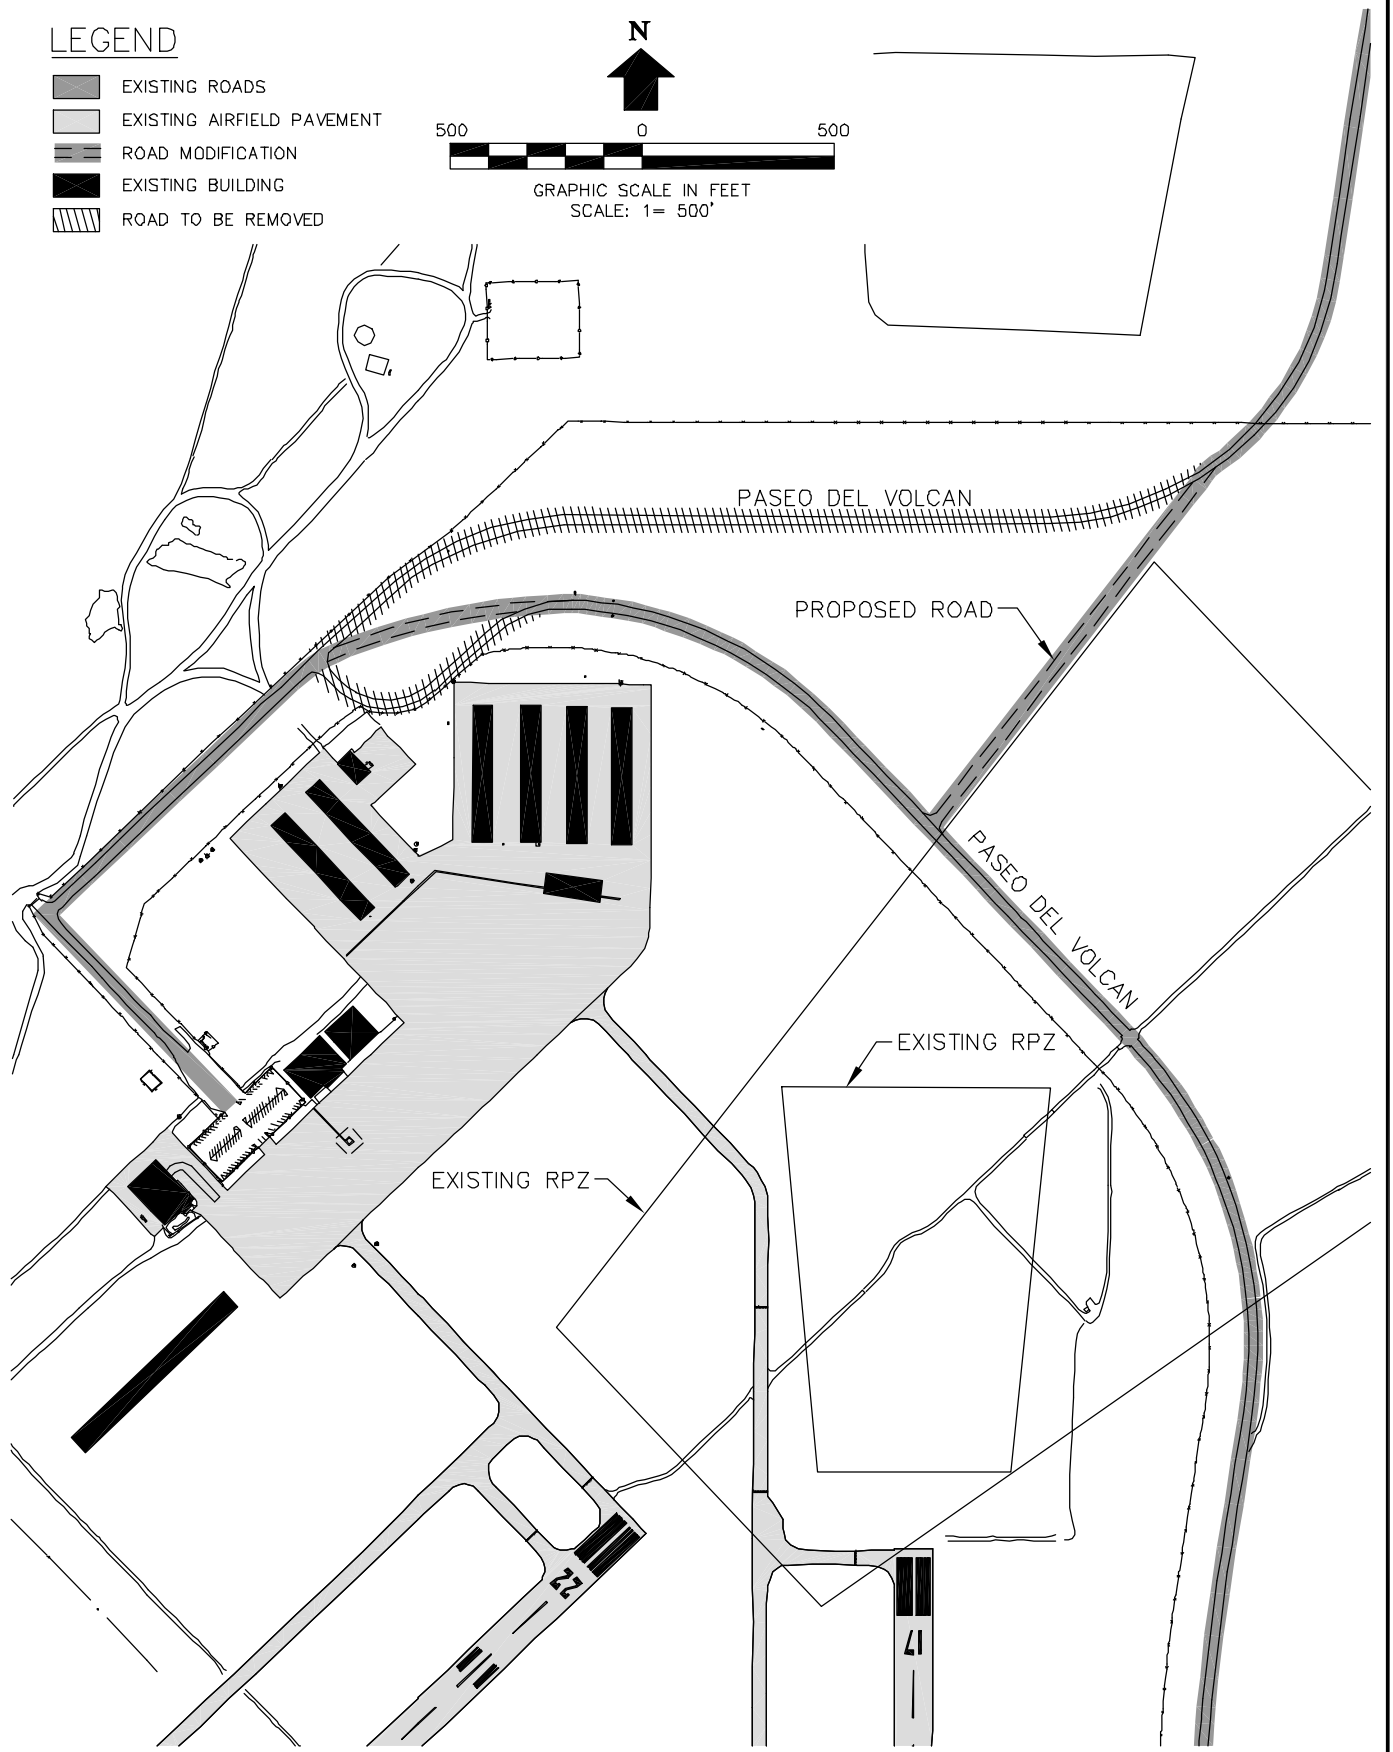 LEGEND
EXISTING ROADS
EXISTING AIRFIELD PAVEMENT
ROAD MODIFICATION
EXISTING BUILDING
ROAD TO BE REMOVED
N
500 0 500
GRAPHIC SCALE IN FEET
SCALE: 1= 500'
PASEO DEL VOLCAN
PROPOSED ROAD
PASEO DEL VOLCAN
EXISTING RPZ
EXISTING RPZ
22
17